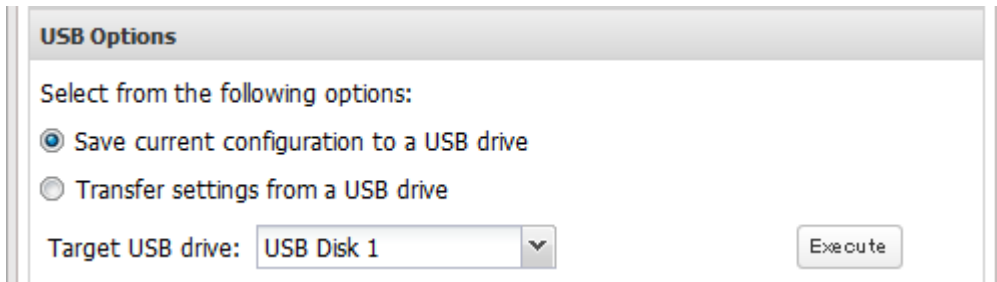 USB Options
Select from the following options:
Save current configuration to a USB drive
Transfer settings from a USB drive
Target USB drive: USB Disk 1 Execute